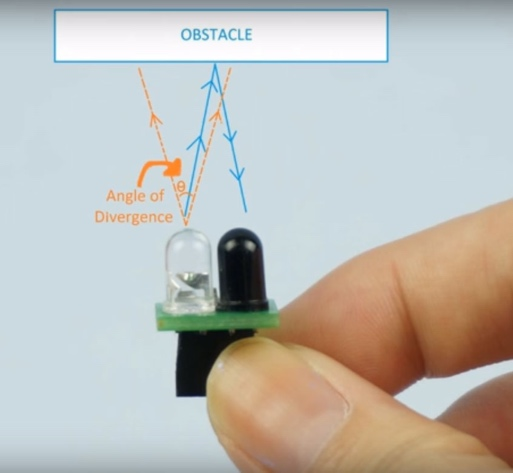 OBSTACLE
θ
Angle of
Divergence